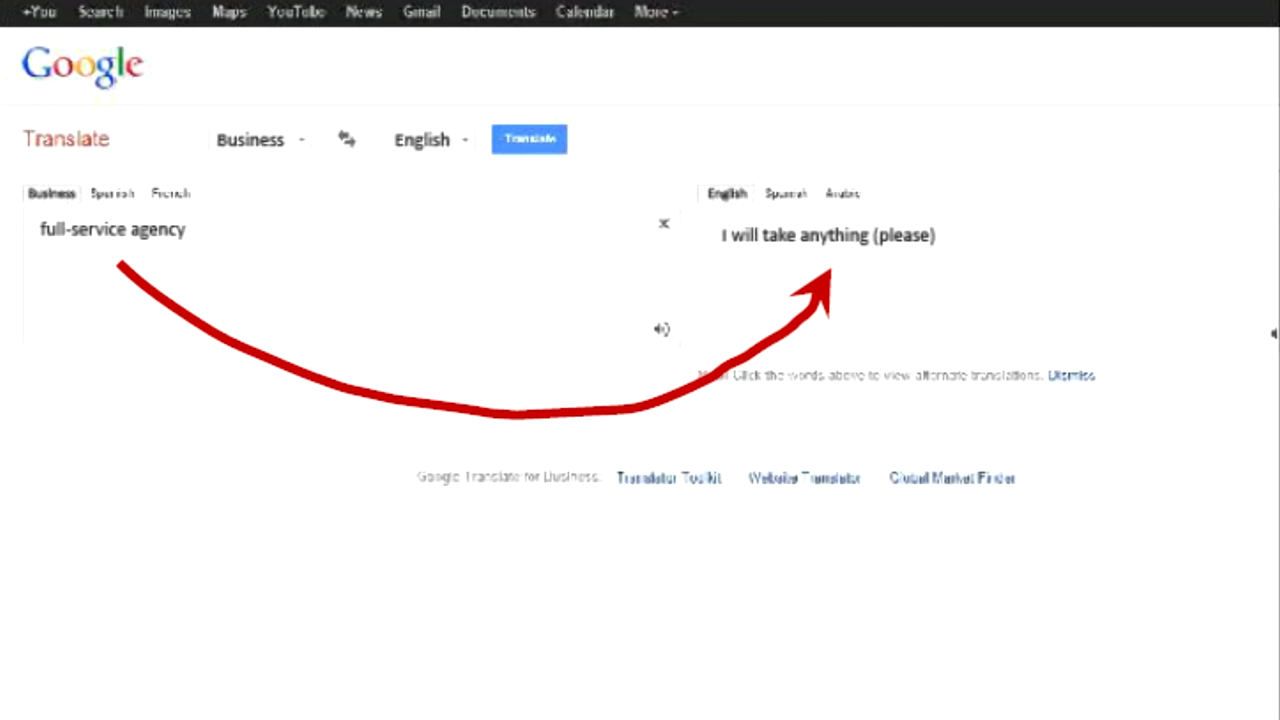 +You Search Images Maps YouTube News Gmail Documents Calendar More
Google
Translate Business English Translate
Business Spanish French English Spanish Arabic
full-service agency x
I will take anything (please)
Click the words above to view alternate translations. Dismiss
Google Translate for Business: Translator Toolkit Website Translator Global Market Finder